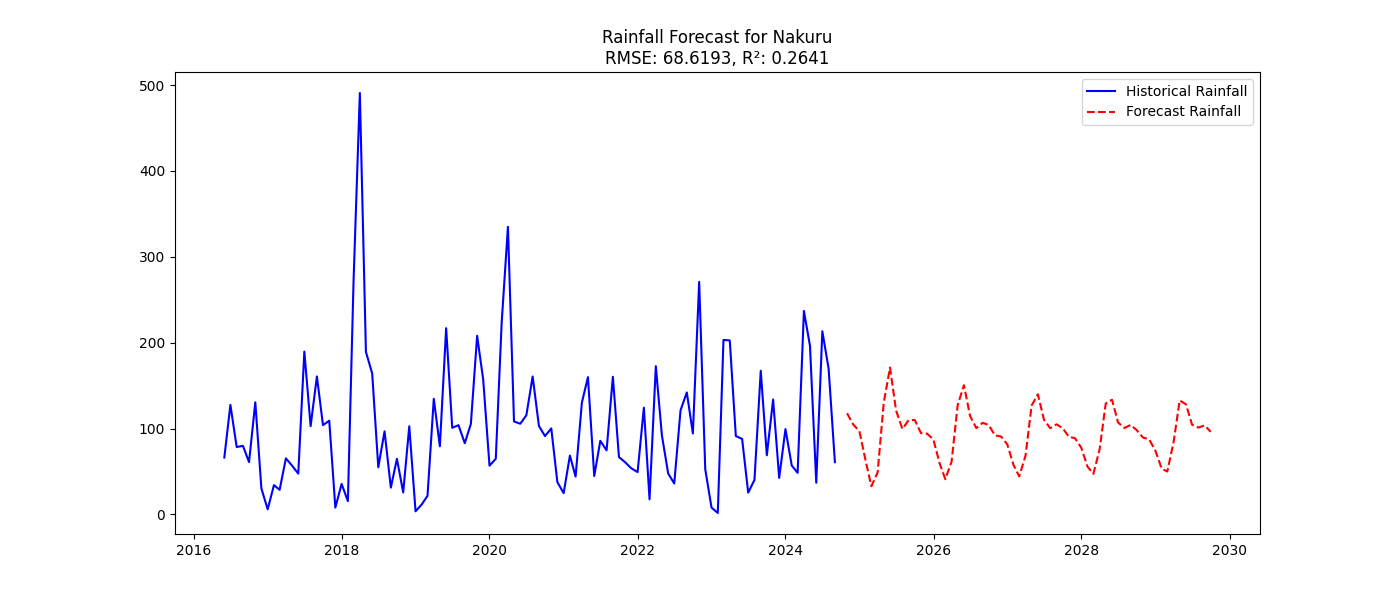 Rainfall Forecast for Nakuru
RMSE: 68.6193, R²: 0.2641
Historical Rainfall
Forecast Rainfall
500
400
300
200
100
0
2016 2018 2020 2022 2024 2026 2028 2030